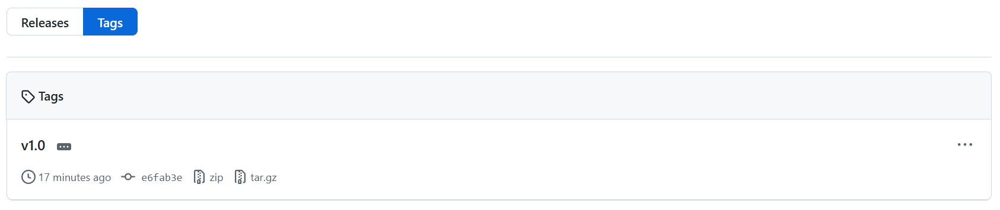 Releases Tags
Tags
v1.0
17 minutes ago e6fab3e zip tar.gz